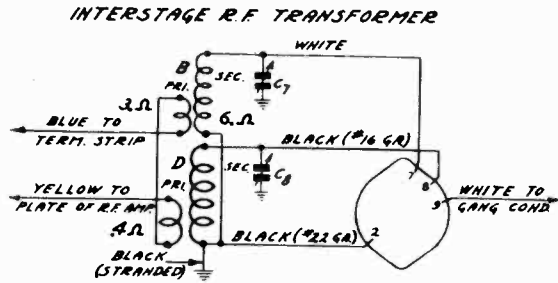 INTERSTAGE R.F. TRANSFORMER
WHITE
B
PRI.
SEC.
C7
3Ω
6Ω
BLUE TO
TERM. STRIP
BLACK (#16 GA)
D
PRI.
SEC.
C8
7
8
9
WHITE TO
GANG COND.
YELLOW TO
PLATE OF R.F. AMP.
.4Ω
2
BLACK (#22 GA)
BLACK
(STRANDED)